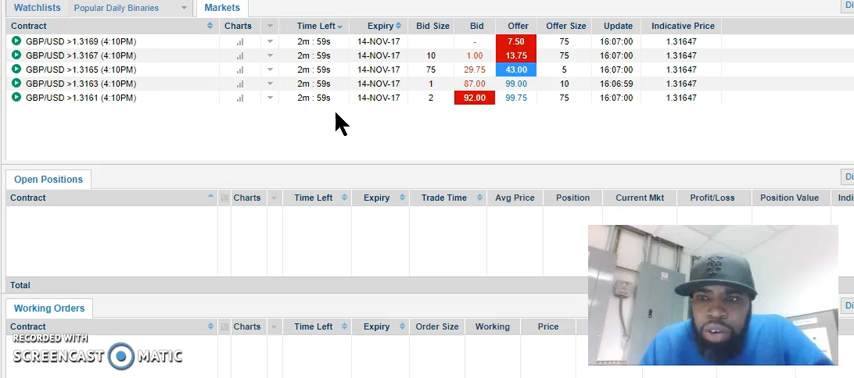 Watchlists Popular Daily Binaries Markets Di
Contract Charts Time Left Expiry Bid Size Bid Offer Offer Size Update Indicative Price
GBP/USD >1.3169 (4:10PM) 2m : 59s 14-NOV-17 - 7.50 75 16:07:00 1.31647
GBP/USD >1.3167 (4:10PM) 2m : 59s 14-NOV-17 10 1.00 13.75 75 16:07:00 1.31647
GBP/USD >1.3165 (4:10PM) 2m : 59s 14-NOV-17 75 29.75 43.00 5 16:07:00 1.31647
GBP/USD >1.3163 (4:10PM) 2m : 59s 14-NOV-17 1 87.00 99.00 10 16:06:59 1.31647
GBP/USD >1.3161 (4:10PM) 2m : 59s 14-NOV-17 2 92.00 99.75 75 16:07:00 1.31647
Open Positions Di
Contract Charts Time Left Expiry Trade Time Avg Price Position Current Mkt Profit/Loss Position Value Indi
Total
Working Orders Di
Contract Charts Time Left Expiry Order Size Working Price
RECORDED WITH
SCREENCAST MATIC